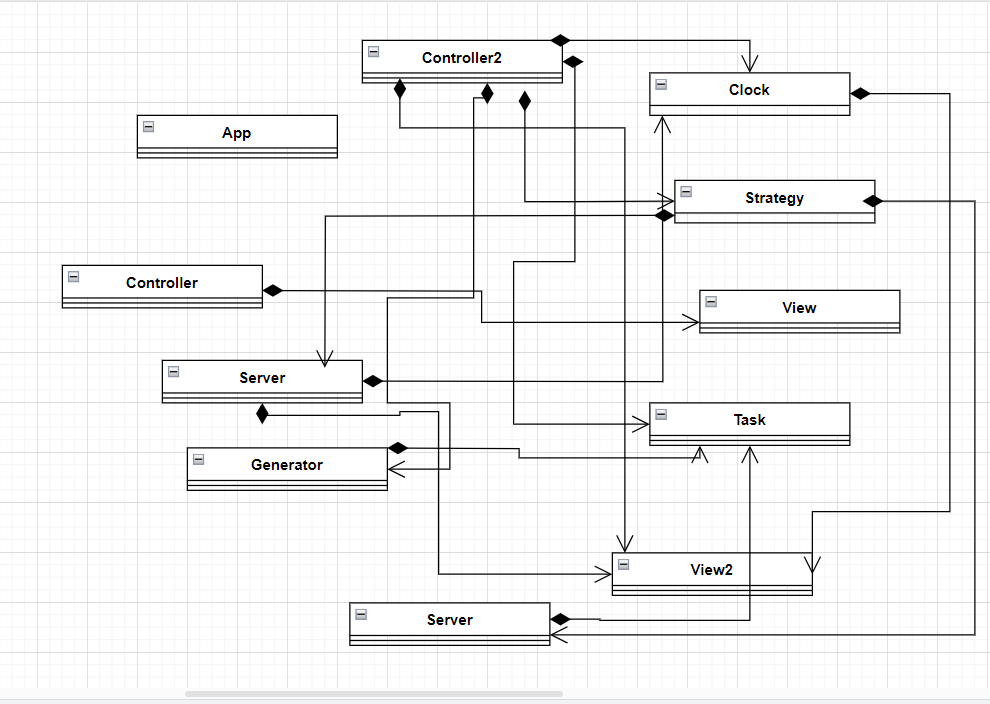 Controller2
Clock
App
Strategy
Controller
View
Server
Task
Generator
View2
Server